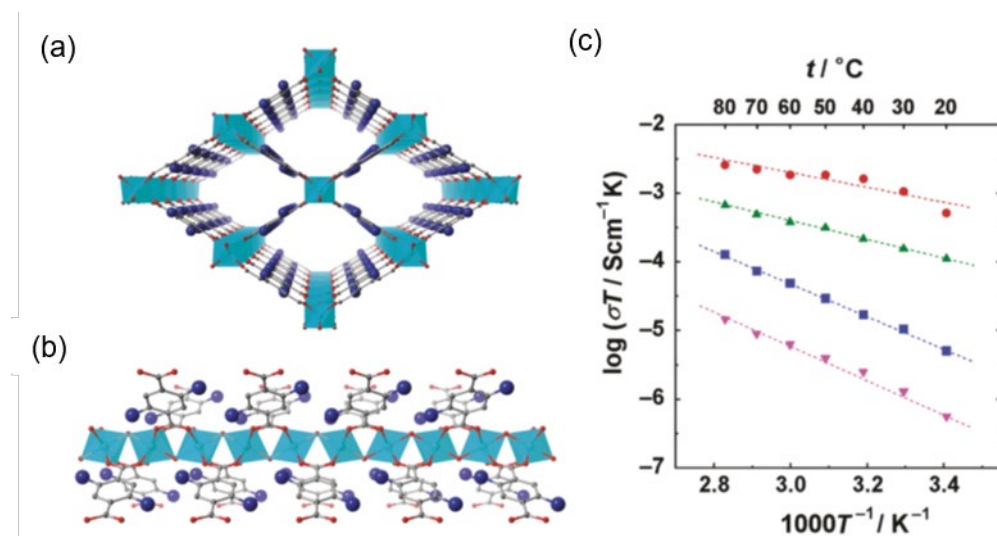 (a)
(b)
(c)
t / °C
80 70 60 50 40 30 20
–2
–3
–4
–5
–6
–7
log (σT / Scm⁻¹ K)
2.8 3.0 3.2 3.4
1000T⁻¹ / K⁻¹